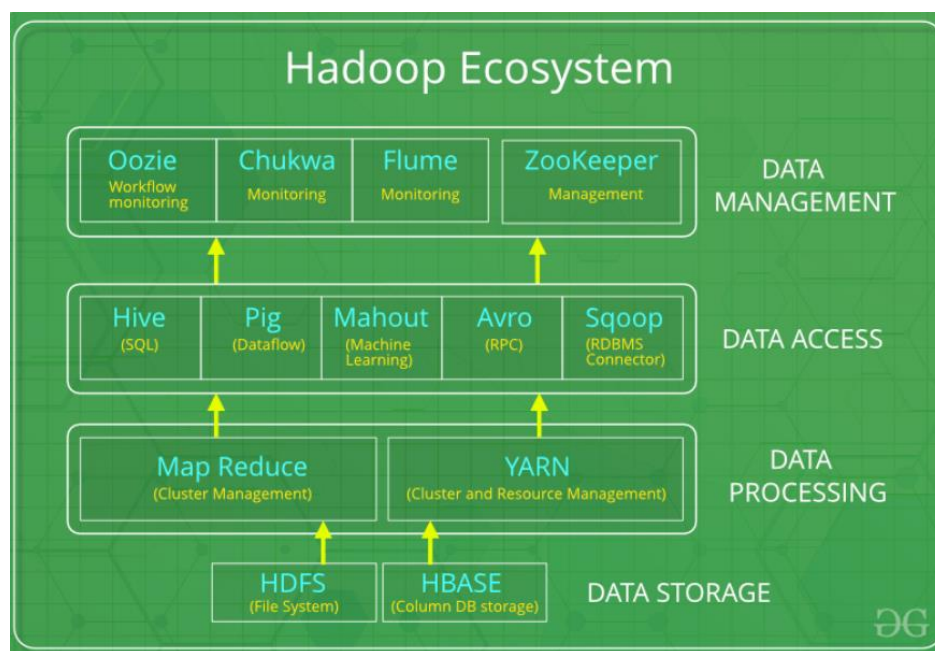 Hadoop Ecosystem
Oozie
Workflow
monitoring
Chukwa
Monitoring
Flume
Monitoring
ZooKeeper
Management
DATA
MANAGEMENT
Hive
(SQL)
Pig
(Dataflow)
Mahout
(Machine
Learning)
Avro
(RPC)
Sqoop
(RDBMS
Connector)
DATA ACCESS
Map Reduce
(Cluster Management)
YARN
(Cluster and Resource Management)
DATA
PROCESSING
HDFS
(File System)
HBASE
(Column DB storage)
DATA STORAGE